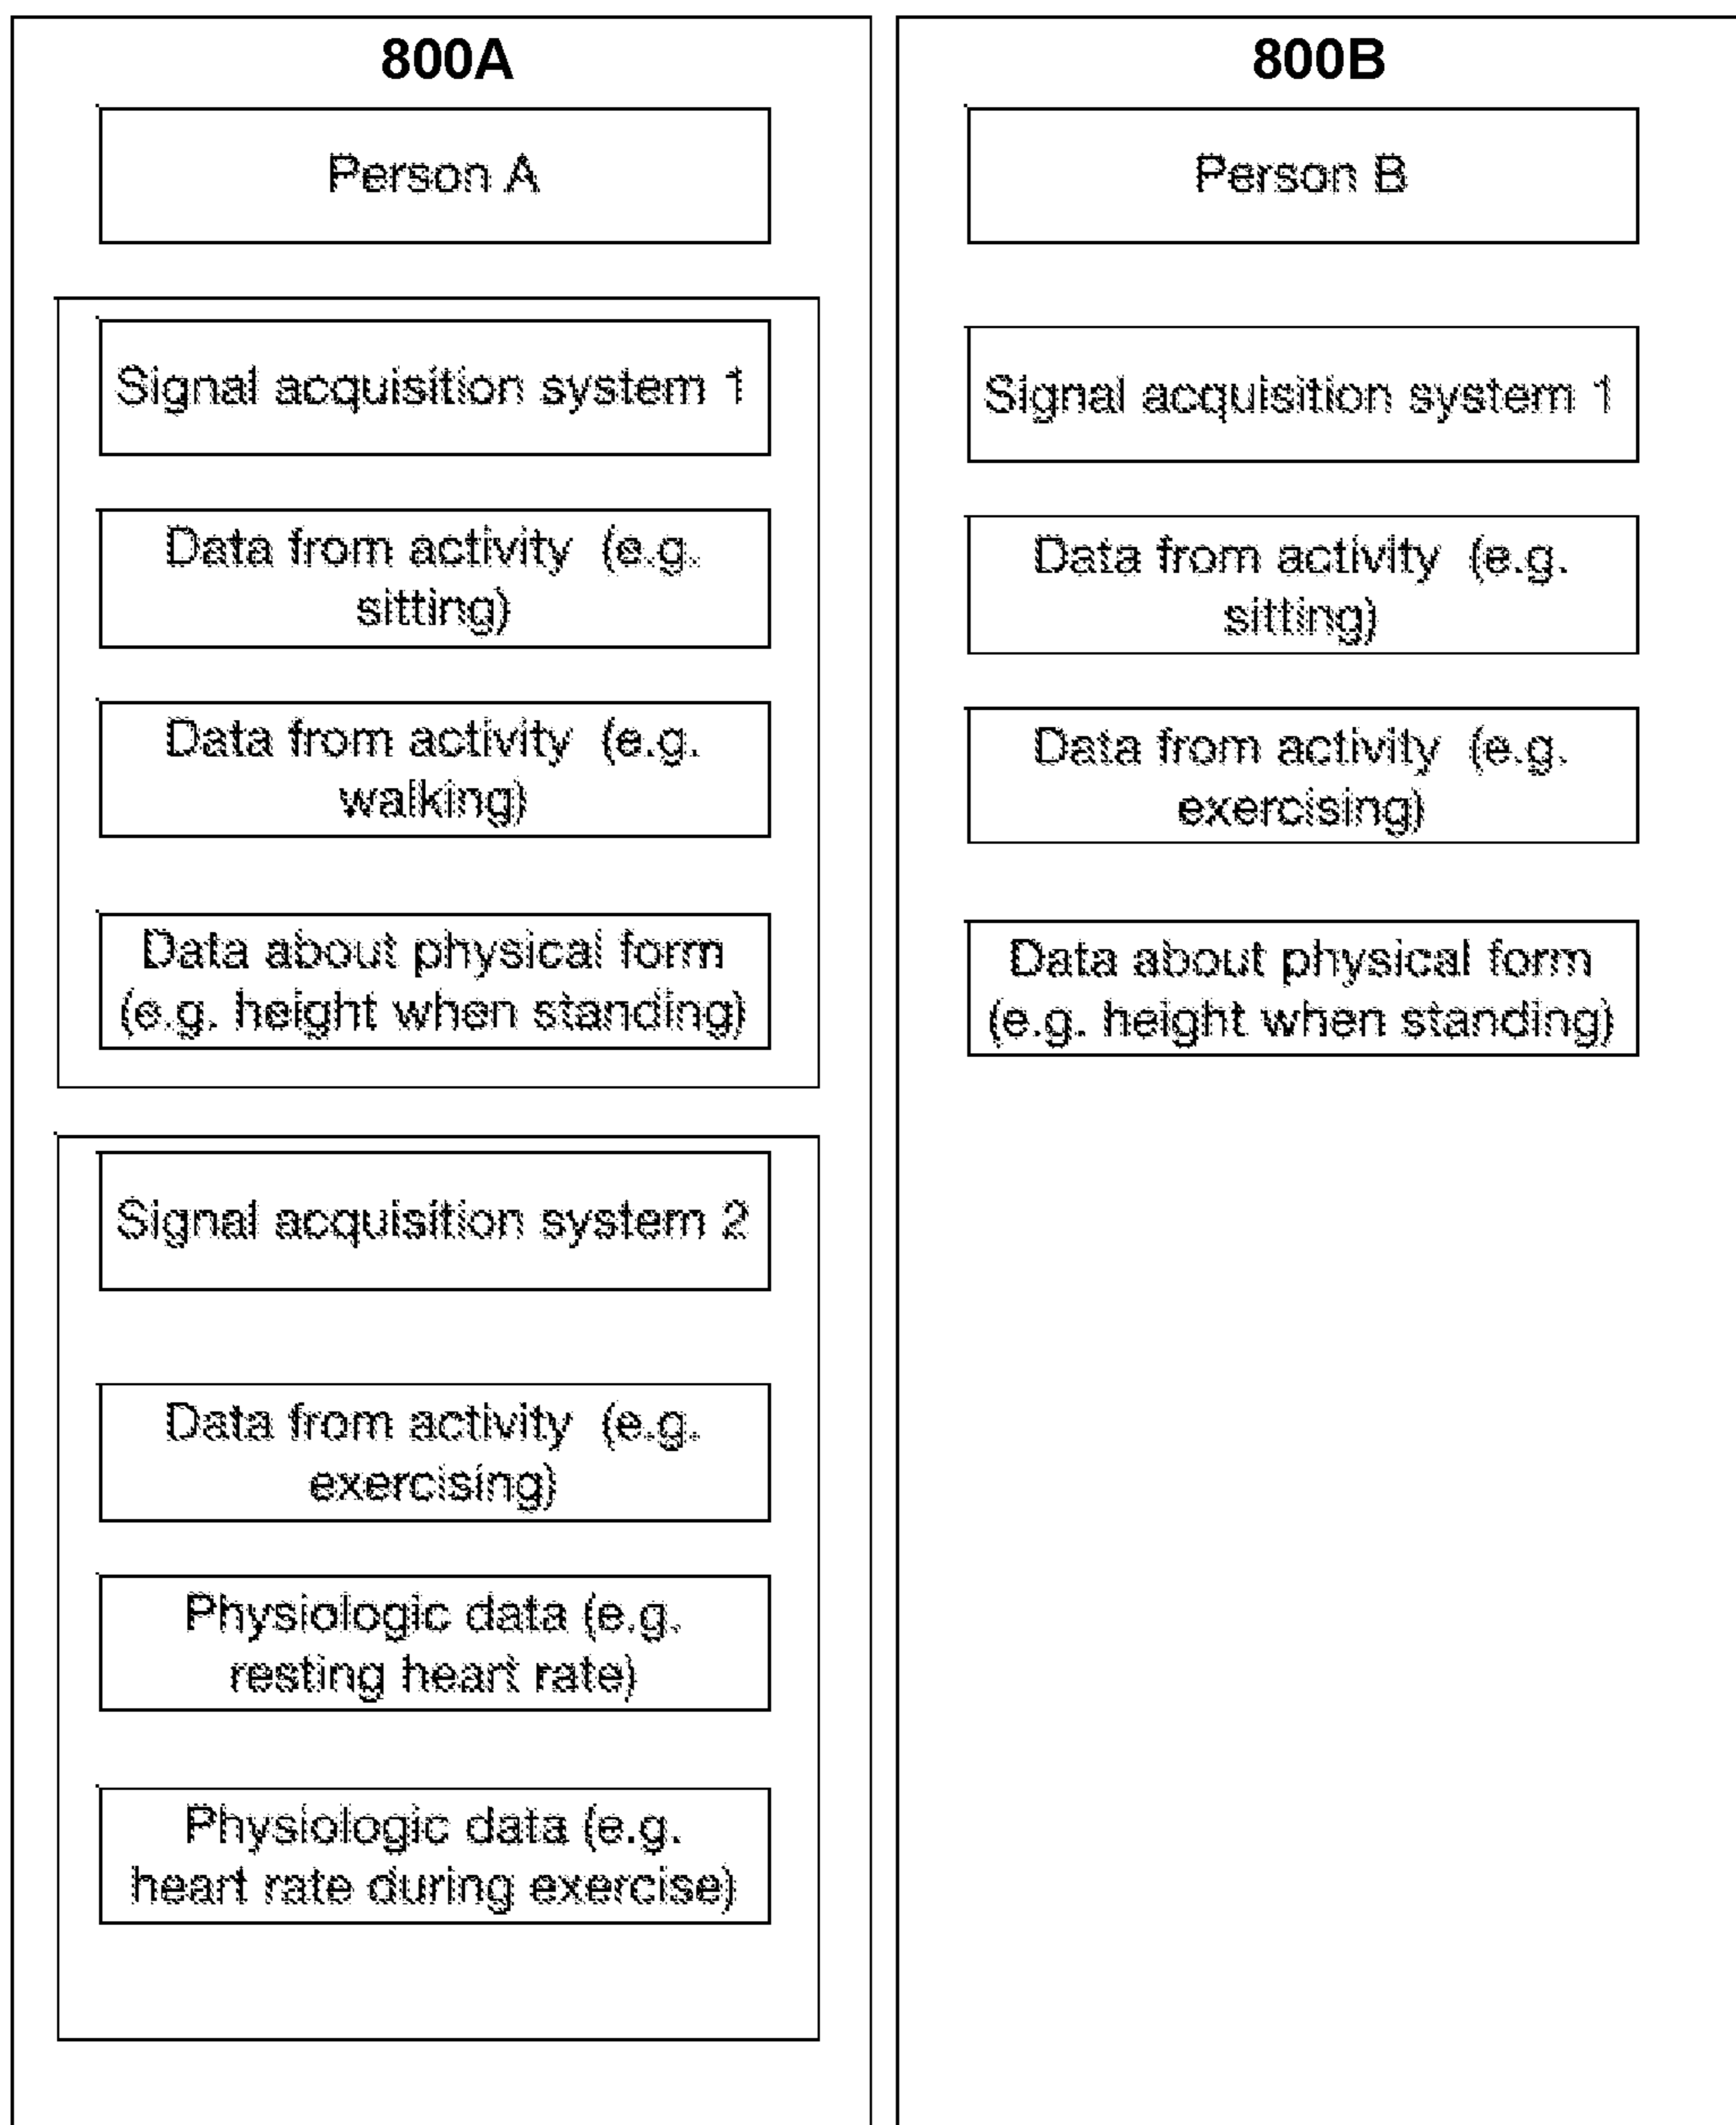 800A
Person A
Signal acquisition system 1
Data from activity (e.g.
sitting)
Data from activity (e.g.
walking)
Data about physical form
(e.g. height when standing)
Signal acquisition system 2
Data from activity (e.g.
exercising)
Physiologic data (e.g.
resting heart rate)
Physiologic data (e.g.
heart rate during exercise)
800B
Person B
Signal acquisition system 1
Data from activity (e.g.
sitting)
Data from activity (e.g.
exercising)
Data about physical form
(e.g. height when standing)